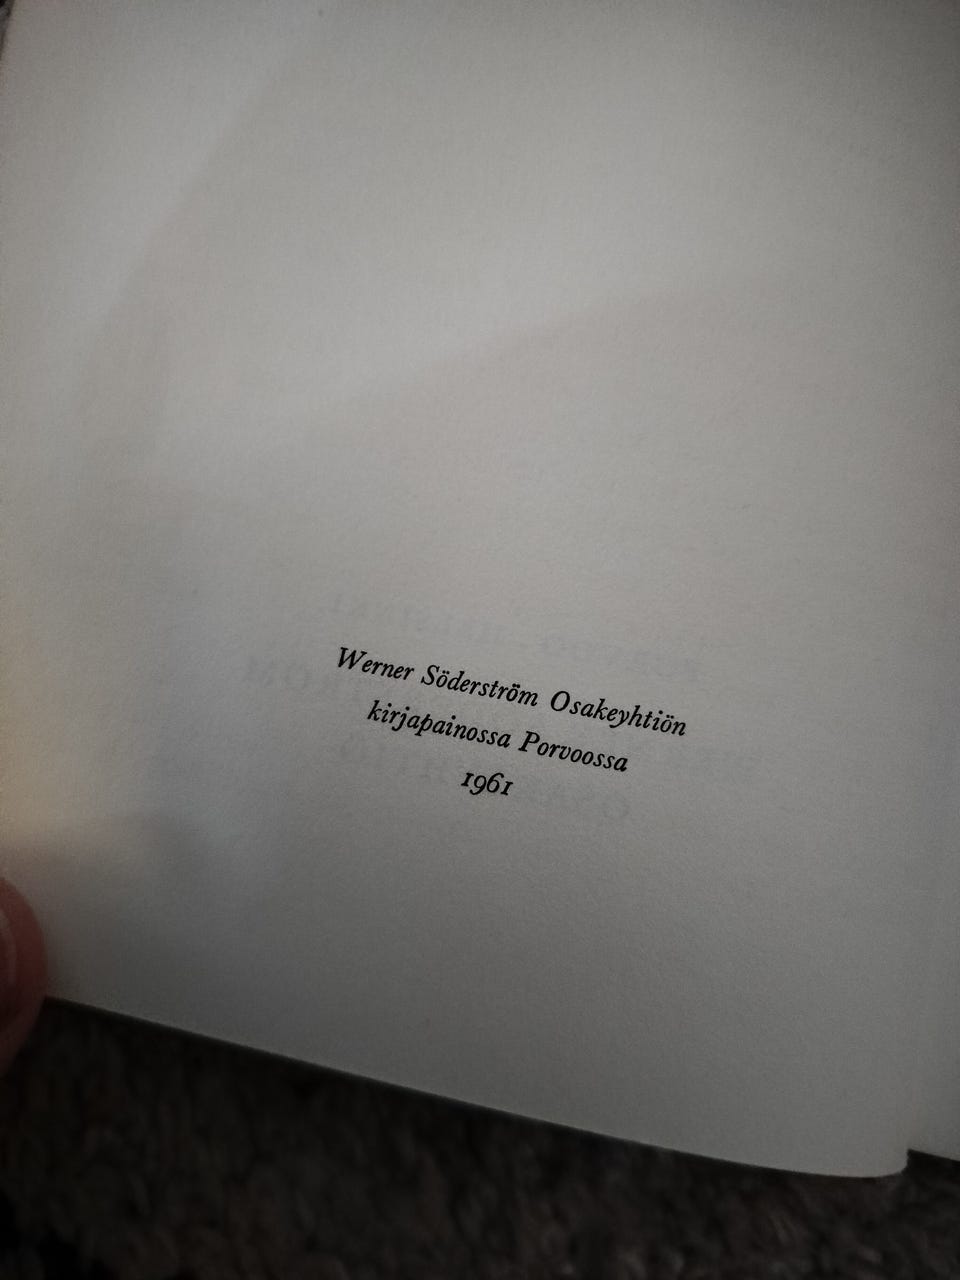 Werner Söderström Osakeyhtiön
kirjapainossa Porvoossa
1961